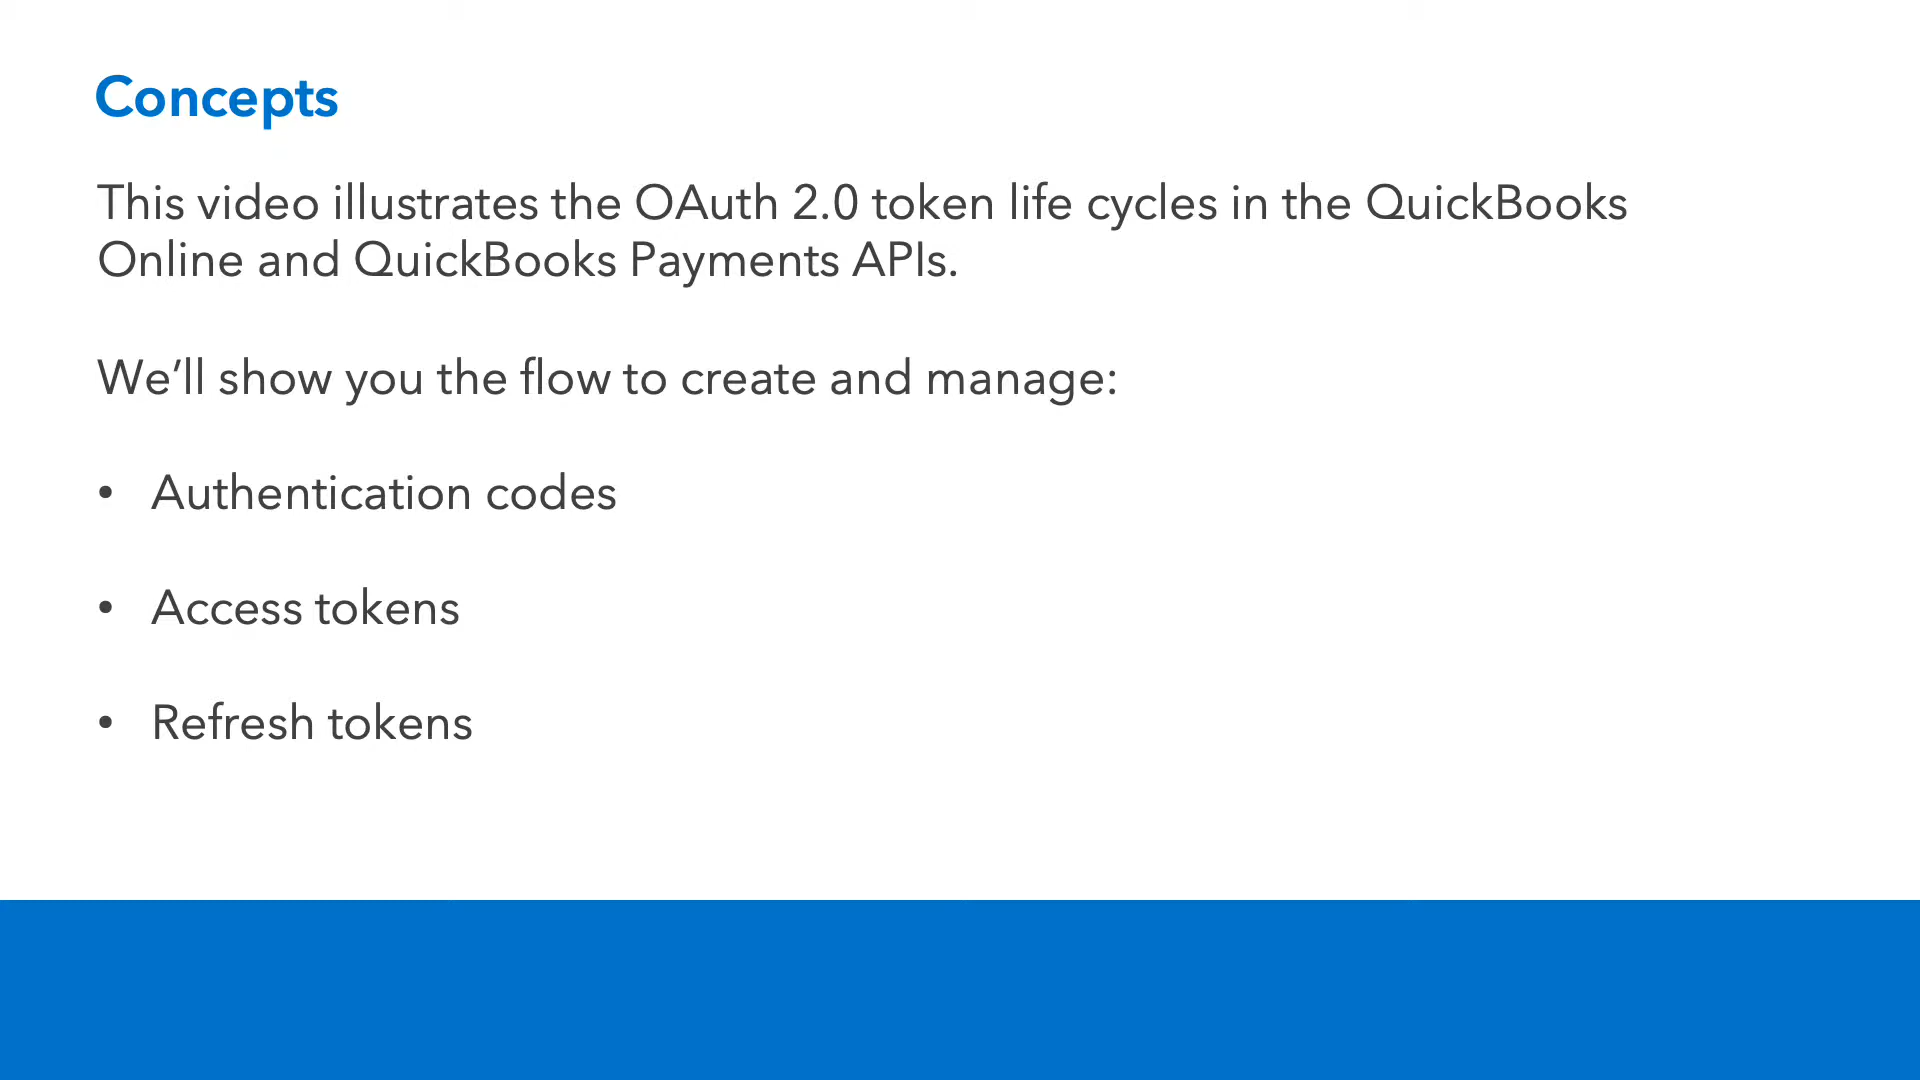 Concepts
This video illustrates the OAuth 2.0 token life cycles in the QuickBooks
Online and QuickBooks Payments APIs.
We’ll show you the flow to create and manage:
• Authentication codes
• Access tokens
• Refresh tokens